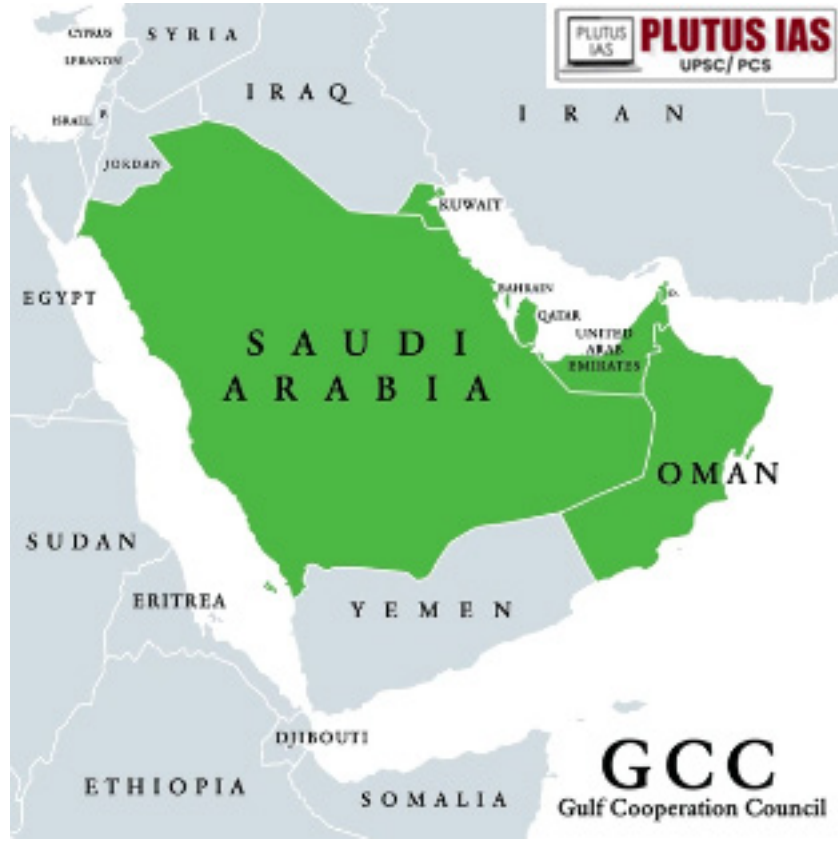 PLUTUS
IAS
PLUTUS IAS
UPSC/ PCS
CYPRUS
SYRIA
LEBANON
IRAQ
IRAN
ISRAEL
P.
JORDAN
KUWAIT
EGYPT
BAHRAIN
QATAR
O.
UNITED
ARAB
EMIRATES
SAUDI
ARABIA
OMAN
SUDAN
ERITREA
YEMEN
DJIBOUTI
ETHIOPIA
SOMALIA
GCC
Gulf Cooperation Council